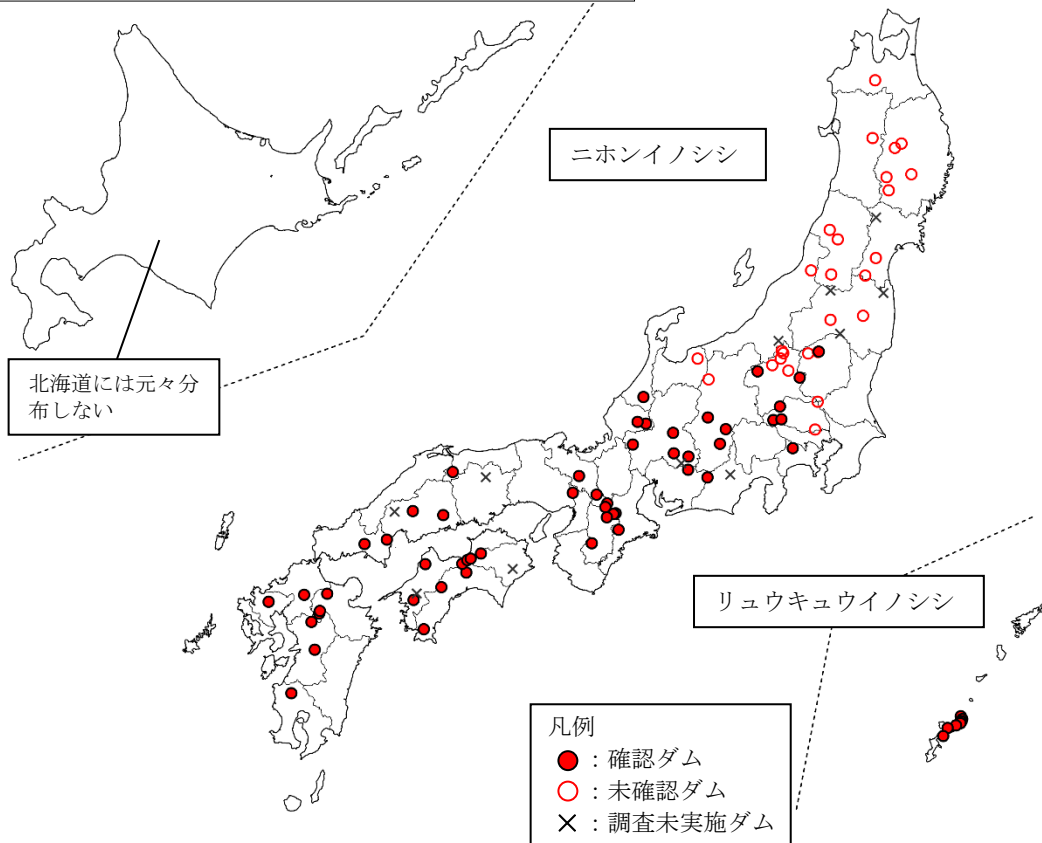 ニホンイノシシ
北海道には元々分
布しない
リュウキュウイノシシ
凡例
●：確認ダム
○：未確認ダム
×：調査未実施ダム